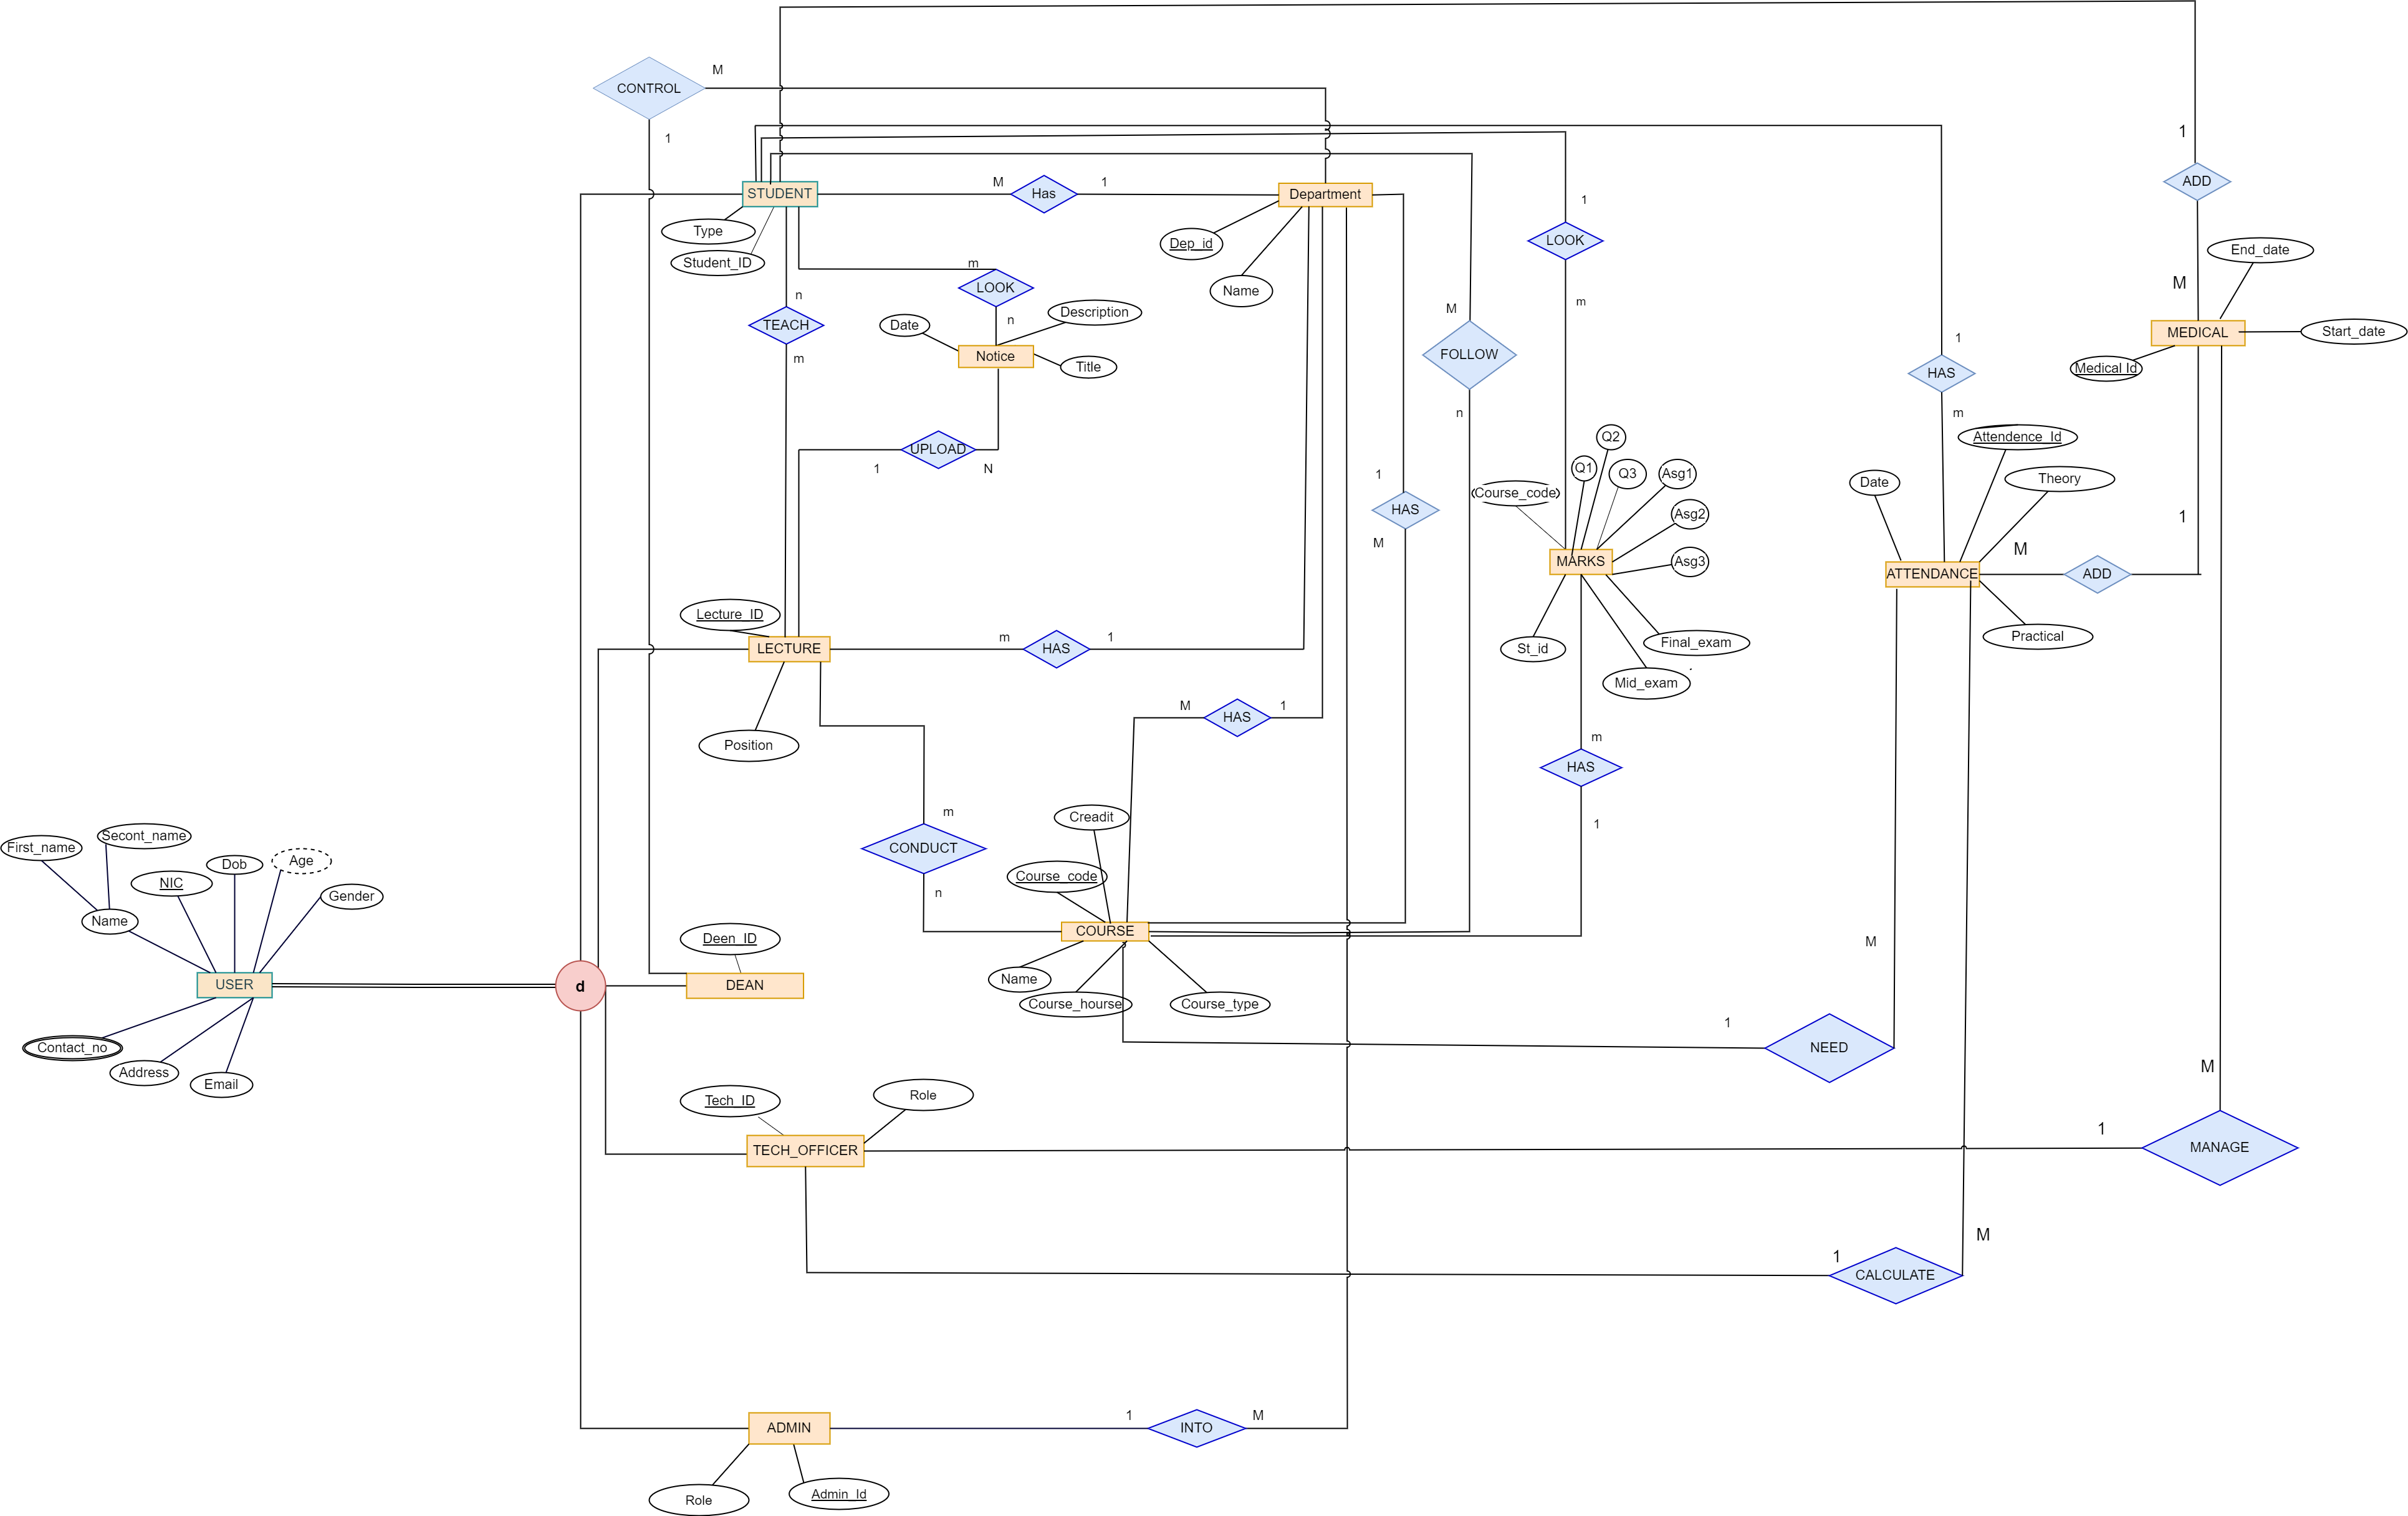 CONTROL
M
1
1
ADD
STUDENT
M
Has
1
Department
Type
Student_ID
Dep_id
Name
1
LOOK
m
End_date
M
MEDICAL
Start_date
Medical Id
m
LOOK
n
n
TEACH
m
Date
Description
Notice
Title
M
FOLLOW
n
1
HAS
m
1
UPLOAD
N
Q2
Q1
Q3
Asg1
Course_code
Asg2
Asg3
MARKS
St_id
Final_exam
.
Mid_exam
Attendence_Id
Date
Theory
1
M
ATTENDANCE
ADD
Practical
1
HAS
M
Lecture_ID
LECTURE
m
HAS
1
Position
M
HAS
1
m
HAS
1
m
CONDUCT
n
Creadit
Course_code
COURSE
Name
Course_hourse
Course_type
First_name
Secont_name
Name
NIC
Dob
Age
Gender
USER
Contact_no
Address
Email
d
Deen_ID
DEAN
M
1
NEED
M
1
MANAGE
Tech_ID
Role
TECH_OFFICER
M
1
CALCULATE
ADMIN
1
INTO
M
Role
Admin_Id